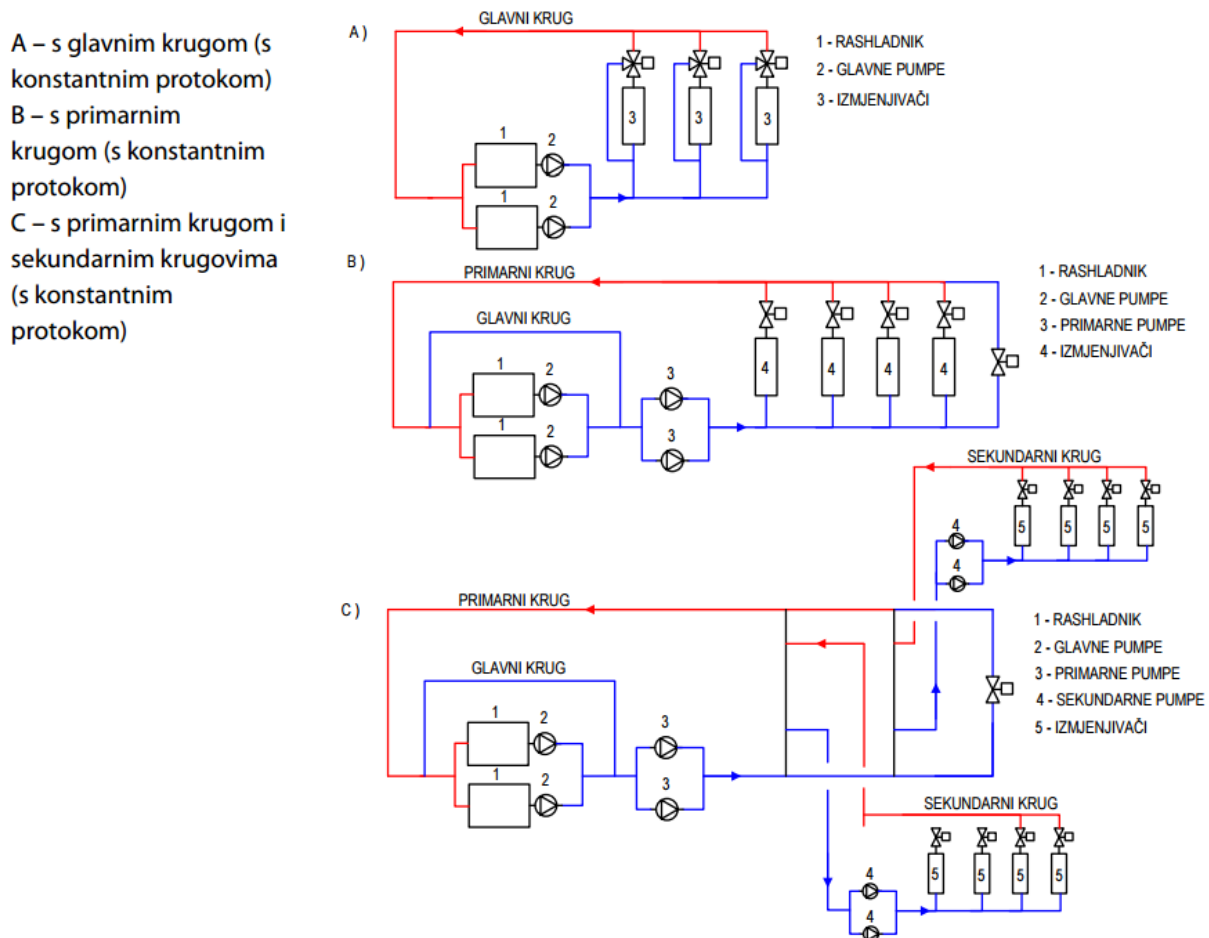 A – s glavnim krugom (s
konstantnim protokom)
B – s primarnim
krugom (s konstantnim
protokom)
C – s primarnim krugom i
sekundarnim krugovima
(s konstantnim
protokom)
A )
GLAVNI KRUG
1
2
1
2
3
3
3
1 - RASHLADNIK
2 - GLAVNE PUMPE
3 - IZMJENJIVAČI
B )
PRIMARNI KRUG
GLAVNI KRUG
1
2
1
2
3
3
4
4
4
4
1 - RASHLADNIK
2 - GLAVNE PUMPE
3 - PRIMARNE PUMPE
4 - IZMJENJIVAČI
SEKUNDARNI KRUG
4
4
5
5
5
5
C )
PRIMARNI KRUG
GLAVNI KRUG
1
2
1
2
3
3
1 - RASHLADNIK
2 - GLAVNE PUMPE
3 - PRIMARNE PUMPE
4 - SEKUNDARNE PUMPE
5 - IZMJENJIVAČI
SEKUNDARNI KRUG
4
4
5
5
5
5